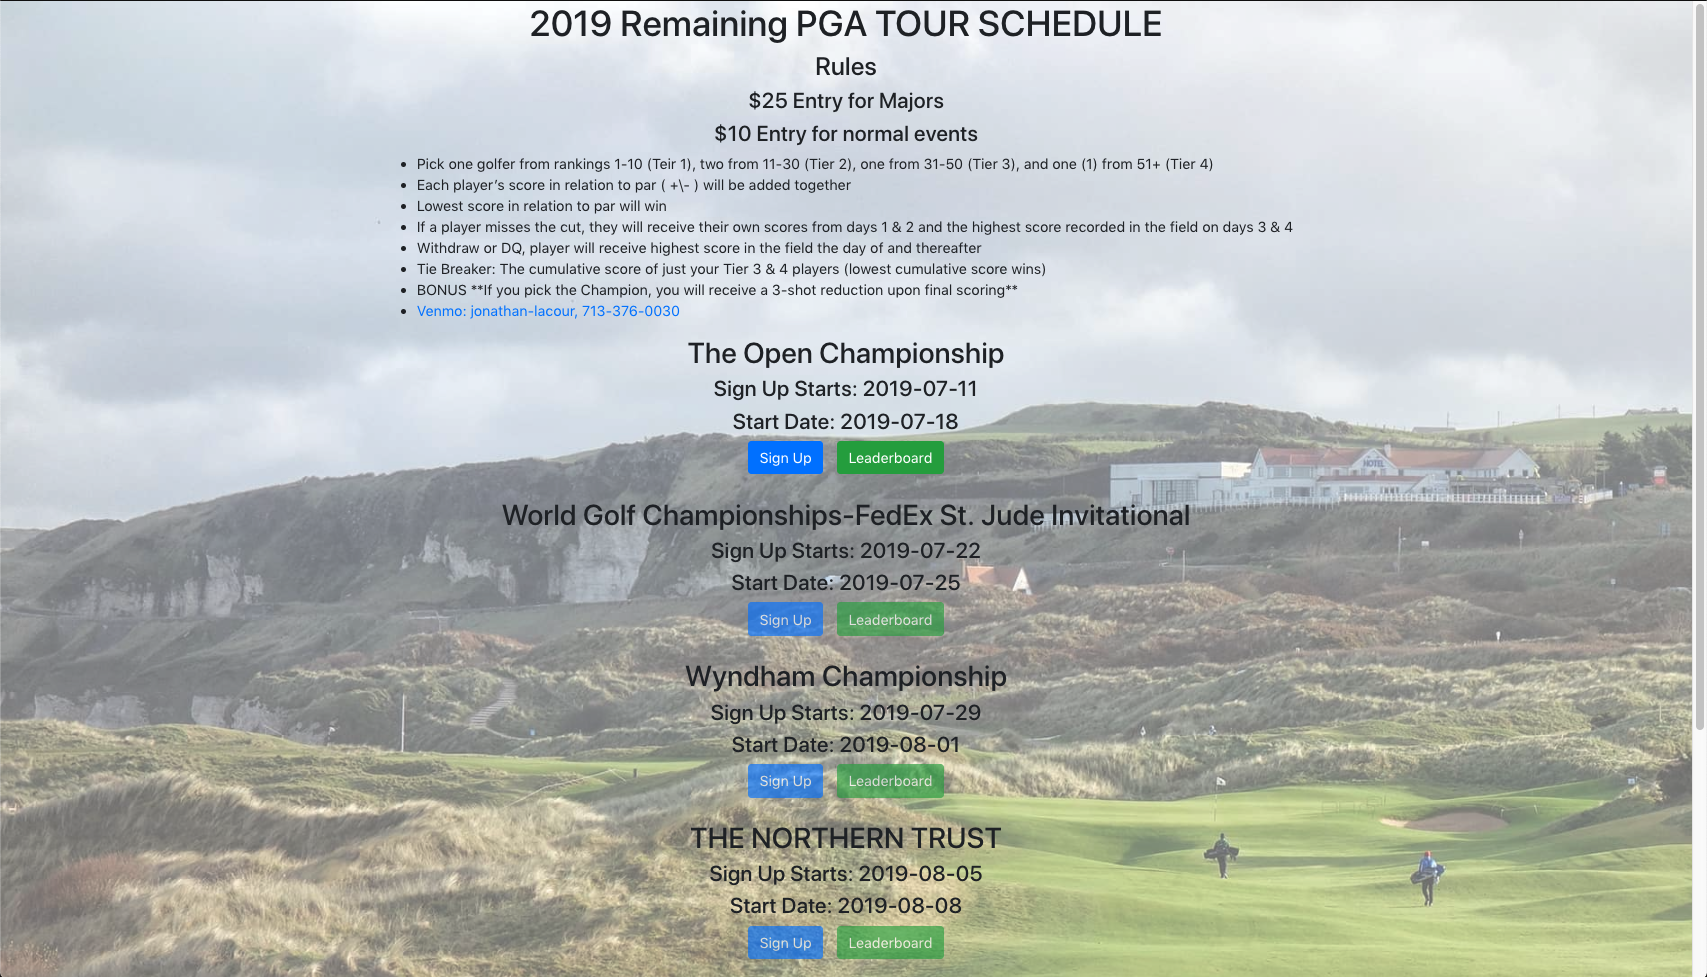 2019 Remaining PGA TOUR SCHEDULE
Rules
$25 Entry for Majors
$10 Entry for normal events
• Pick one golfer from rankings 1-10 (Teir 1), two from 11-30 (Tier 2), one from 31-50 (Tier 3), and one (1) from 51+ (Tier 4)
• Each player’s score in relation to par ( +\- ) will be added together
• Lowest score in relation to par will win
• If a player misses the cut, they will receive their own scores from days 1 & 2 and the highest score recorded in the field on days 3 & 4
• Withdraw or DQ, player will receive highest score in the field the day of and thereafter
• Tie Breaker: The cumulative score of just your Tier 3 & 4 players (lowest cumulative score wins)
• BONUS **If you pick the Champion, you will receive a 3-shot reduction upon final scoring**
• Venmo: jonathan-lacour, 713-376-0030
The Open Championship
Sign Up Starts: 2019-07-11
Start Date: 2019-07-18
Sign Up Leaderboard
HOTEL
World Golf Championships-FedEx St. Jude Invitational
Sign Up Starts: 2019-07-22
Start Date: 2019-07-25
Sign Up Leaderboard
Wyndham Championship
Sign Up Starts: 2019-07-29
Start Date: 2019-08-01
Sign Up Leaderboard
THE NORTHERN TRUST
Sign Up Starts: 2019-08-05
Start Date: 2019-08-08
Sign Up Leaderboard